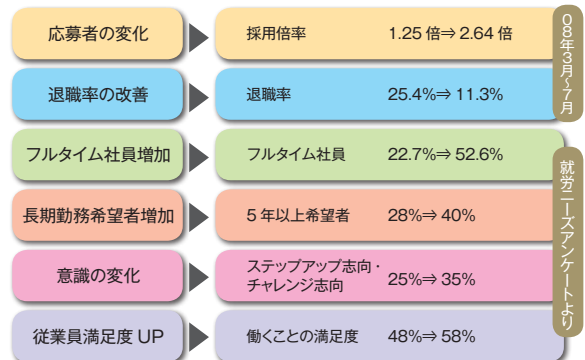 応募者の変化 採用倍率 1.25 倍⇒ 2.64 倍
退職率の改善 退職率 25.4%⇒ 11.3%
08年3月〜7月
フルタイム社員増加 フルタイム社員 22.7%⇒ 52.6%
長期勤務希望者増加 5 年以上希望者 28%⇒ 40%
意識の変化 ステップアップ志向・
チャレンジ志向 25%⇒ 35%
従業員満足度 UP 働くことの満足度 48%⇒ 58%
就労ニーズアンケートより